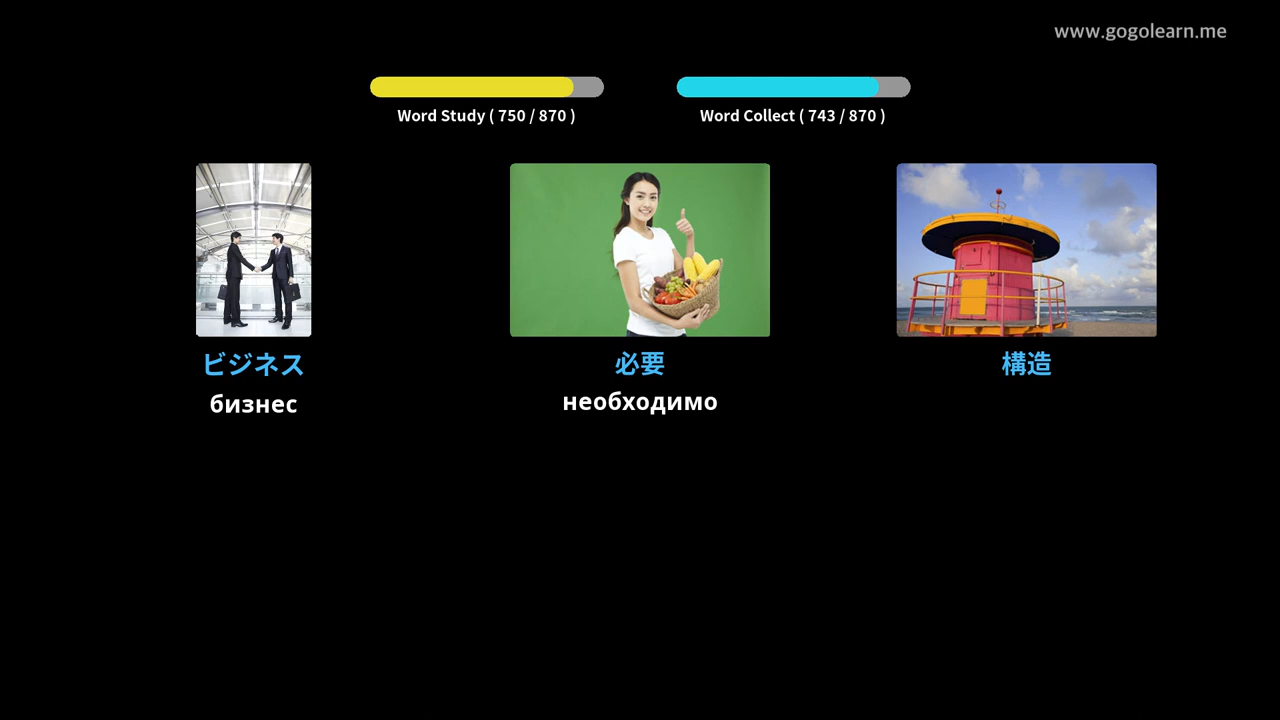 www.gogolearn.me
Word Study ( 750 / 870 )
Word Collect ( 743 / 870 )
ビジネス
бизнес
必要
необходимо
構造